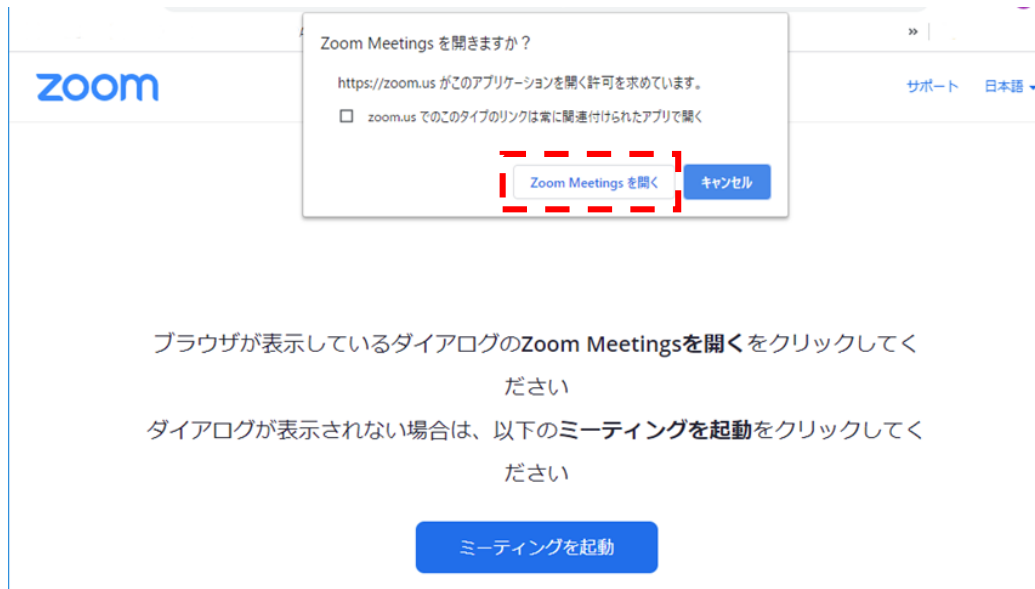 Zoom Meetings を開きますか？
»
zoom
https://zoom.us がこのアプリケーションを開く許可を求めています。
サポート 日本語
zoom.us でのこのタイプのリンクは常に関連付けられたアプリで開く
Zoom Meetings を開く キャンセル
ブラウザが表示しているダイアログのZoom Meetingsを開くをクリックしてく
ださい
ダイアログが表示されない場合は、以下のミーティングを起動をクリックしてく
ださい
ミーティングを起動